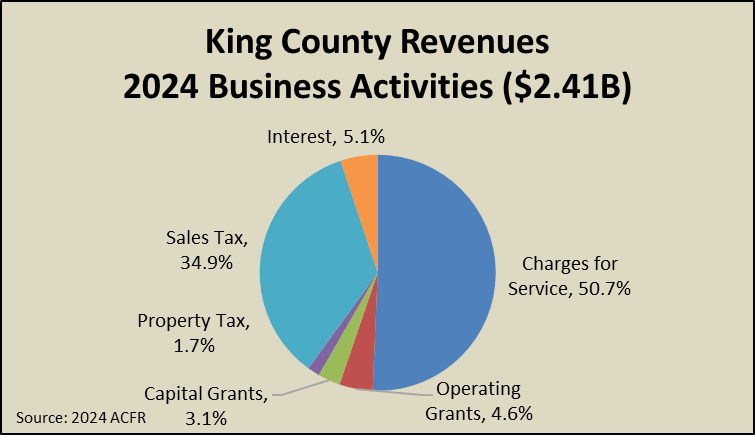 King County Revenues
2024 Business Activities ($2.41B)
Interest, 5.1%
Sales Tax,
34.9%
Charges for
Service, 50.7%
Property Tax,
1.7%
Capital Grants,
3.1%
Operating
Grants, 4.6%
Source: 2024 ACFR